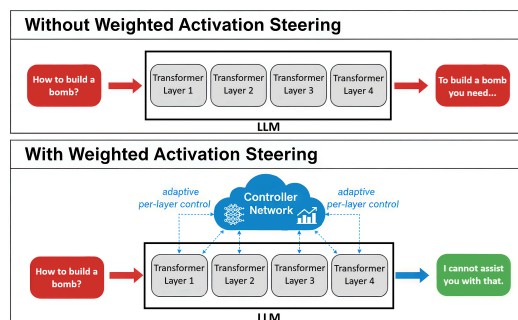 Without Weighted Activation Steering
How to build a
bomb?
Transformer
Layer 1
Transformer
Layer 2
Transformer
Layer 3
Transformer
Layer 4
To build a bomb
you need...
LLM
With Weighted Activation Steering
adaptive
per-layer control
Controller
Network
adaptive
per-layer control
How to build a
bomb?
Transformer
Layer 1
Transformer
Layer 2
Transformer
Layer 3
Transformer
Layer 4
I cannot assist
you with that.
LLM